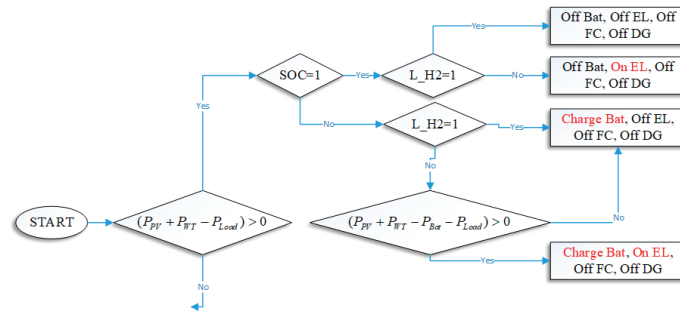 Off Bat, Off EL, Off
FC, Off DG
Yes
SOC=1
Yes
L_H2=1
No
Off Bat, On EL, Off
FC, Off DG
Yes
No
L_H2=1
Yes
Charge Bat, Off EL,
Off FC, Off DG
No
START
(P_PV + P_WT − P_Load) > 0
(P_PV + P_WT − P_Bat − P_Load) > 0
No
Yes
Charge Bat, On EL,
Off FC, Off DG
No